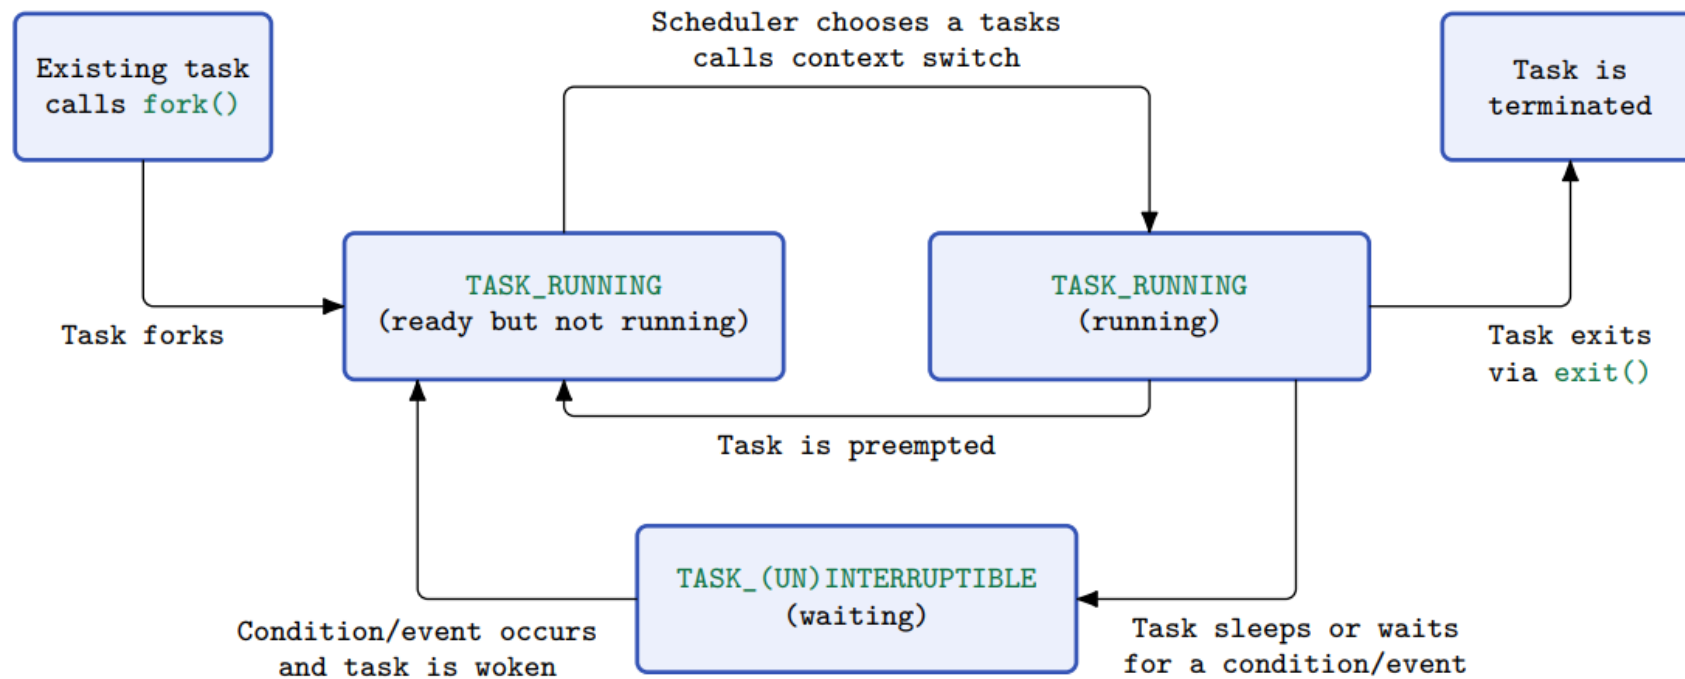 Scheduler chooses a tasks
calls context switch
Existing task
calls fork()
Task is
terminated
TASK_RUNNING
(ready but not running)
TASK_RUNNING
(running)
Task forks
Task exits
via exit()
Task is preempted
TASK_(UN)INTERRUPTIBLE
(waiting)
Condition/event occurs
and task is woken
Task sleeps or waits
for a condition/event